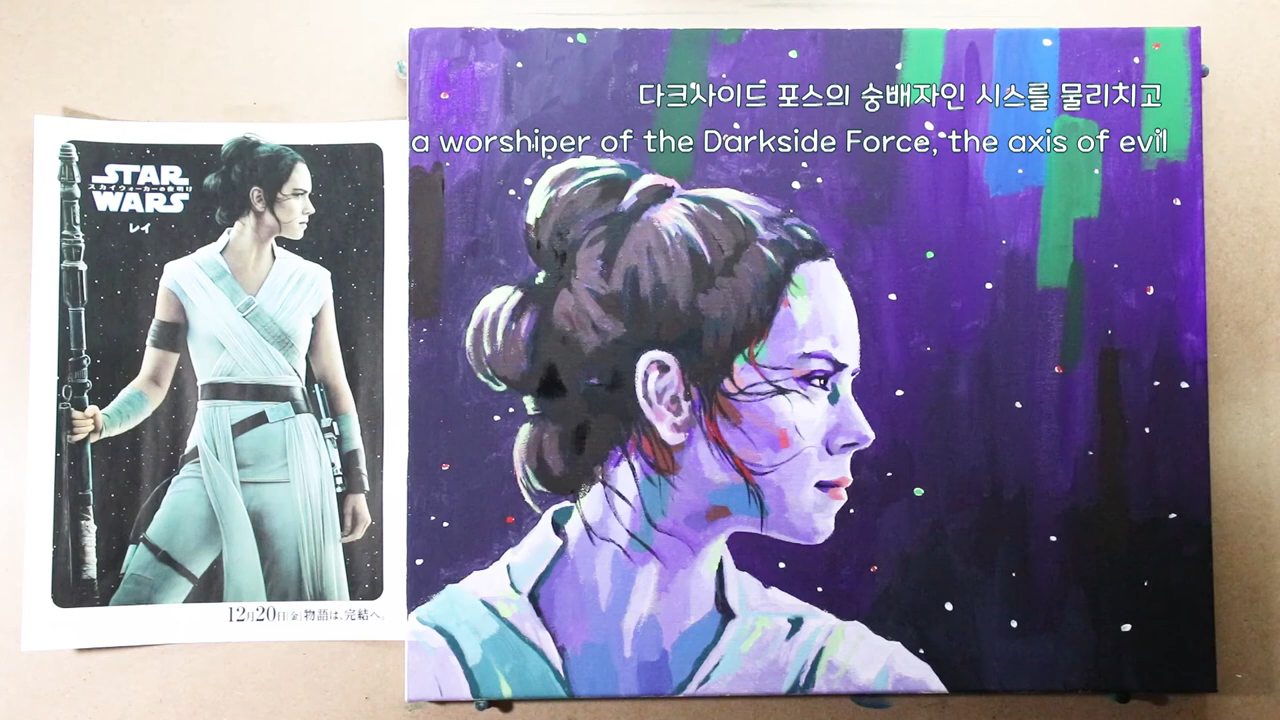 STAR
スカイウォーカーの夜明け
WARS
レイ
12月20日(金)物語は、完結へ。
다크사이드 포스의 숭배자인 시스를 물리치고
a worshiper of the Darkside Force, the axis of evil